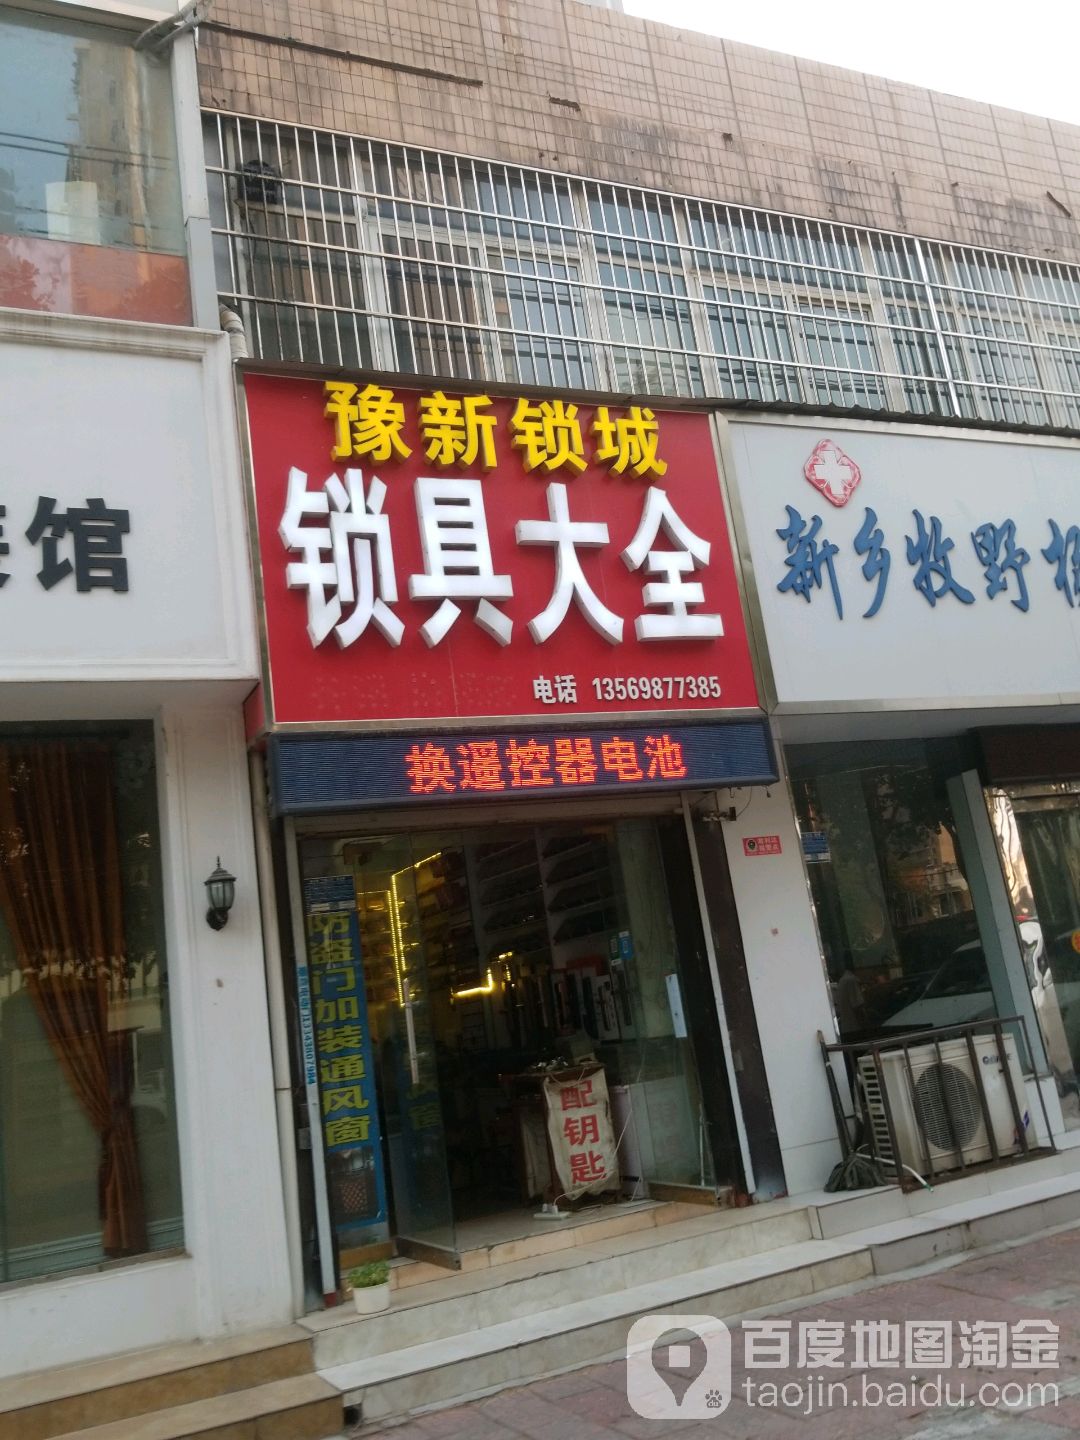 豫新锁城
锁具大全
电话 13569877385
换遥控器电池
馆
新乡牧野
防盗门加装通风窗
配钥匙
百度地图淘金
taojin.baidu.com